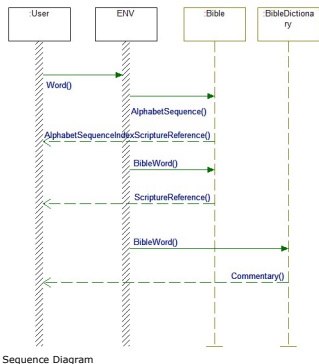 :User
ENV
:Bible
:BibleDictiona
ry
Word()
AlphabetSequence()
AlphabetSequenceIndexScriptureReference()
BibleWord()
ScriptureReference()
BibleWord()
Commentary()
Sequence Diagram